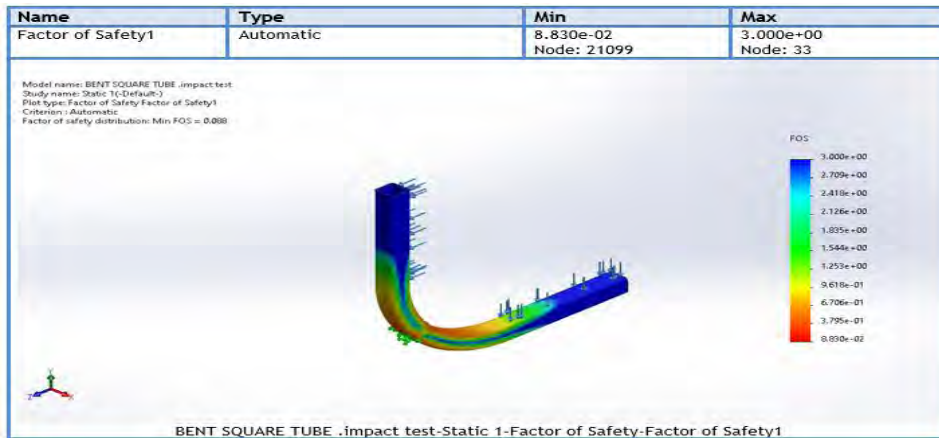 Name Type Min Max
Factor of Safety1 Automatic 8.830e-02 3.000e+00
Node: 21099 Node: 33
Model name: BENT SQUARE TUBE .impact test
Study name: Static 1(-Default-)
Plot type: Factor of Safety Factor of Safety1
Criterion : Automatic
Factor of safety distribution: Min FOS = 0.088
FOS
3.000e+00
2.709e+00
2.418e+00
2.126e+00
1.835e+00
1.544e+00
1.253e+00
9.618e-01
6.706e-01
3.795e-01
8.830e-02
Y
Z
X
BENT SQUARE TUBE .impact test-Static 1-Factor of Safety-Factor of Safety1